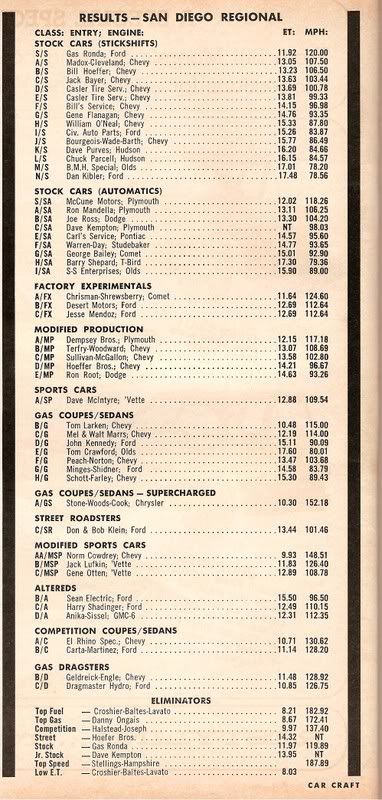 RESULTS — SAN DIEGO REGIONAL
CLASS: ENTRY; ENGINE: ET: MPH:
STOCK CARS (STICKSHIFTS)
S/S Gas Ronda; Ford 11.92 120.00
A/S Madox-Cleveland; Chevy 13.05 107.50
B/S Bill Hoeffer; Chevy 13.23 106.50
C/S Jack Bayer; Chevy 13.63 103.44
D/S Casler Tire Serv.; Chevy 13.69 100.78
E/S Casler Tire Serv.; Chevy 13.81 99.33
F/S Bill's Service; Chevy 14.15 96.98
G/S Gene Flanagan; Chevy 14.76 93.35
H/S William O'Neal; Chevy 15.33 87.80
I/S Civ. Auto Parts; Ford 15.26 83.87
J/S Bourgeois-Wade-Barth; Chevy 15.77 86.49
K/S Dave Purves; Hudson 16.20 84.66
L/S Chuck Parcell; Hudson 16.15 84.57
M/S B.M.H. Special; Olds 17.01 78.20
N/S Dan Kibler; Ford 17.48 78.56
STOCK CARS (AUTOMATICS)
S/SA McCune Motors; Plymouth 12.02 118.26
A/SA Ron Mandella; Plymouth 13.11 106.25
B/SA Joe Ross; Dodge 13.30 104.20
C/SA Dave Kempton; Plymouth NT 98.03
E/SA Carl's Service; Pontiac 14.57 95.60
F/SA Warren-Day; Studebaker 14.77 93.65
G/SA George Bailey; Comet 15.01 92.90
H/SA Barry Shepard; T-Bird 17.30 79.36
I/SA S-S Enterprises; Olds 15.90 89.00
FACTORY EXPERIMENTALS
A/FX Chrisman-Shrewsberry; Comet 11.64 124.60
B/FX Desert Motors; Ford 12.69 112.64
C/FX Jesse Mendoz; Ford 12.69 112.64
MODIFIED PRODUCTION
A/MP Dempsey Bros.; Plymouth 12.15 117.18
B/MP Terfry-Woodward; Chevy 13.07 108.69
C/MP Sullivan-McGallon; Chevy 13.58 102.80
D/MP Hoeffer Bros.; Chevy 14.21 96.67
E/MP Ron Root; Dodge 14.63 93.26
SPORTS CARS
A/SP Dave McIntyre; 'Vette 12.88 109.54
GAS COUPES/SEDANS
B/G Tom Larken; Chevy 10.48 115.00
C/G Mel & Walt Marrs; Chevy 12.19 114.00
D/G John Kennedy; Ford 15.11 90.09
E/G Tom Crawford; Olds 17.60 80.01
F/G Peach-Norton; Chevy 13.47 103.68
G/G Minges-Shidner; Ford 14.58 83.79
H/G Schott-Farley; Chevy 15.30 89.43
GAS COUPES/SEDANS — SUPERCHARGED
A/GS Stone-Woods-Cook; Chrysler 10.30 152.18
STREET ROADSTERS
C/SR Don & Bob Klein; Ford 13.44 101.46
MODIFIED SPORTS CARS
AA/MSP Norm Cowdrey; Chevy 9.93 148.51
B/MSP Jack Lufkin; 'Vette 11.83 126.40
C/MSP Gene Otten; 'Vette 12.89 108.78
ALTEREDS
B/A Sean Electric; Ford 15.50 96.50
C/A Harry Shadinger; Ford 12.49 110.15
D/A Anika-Sissel; GMC-6 12.31 112.35
COMPETITION COUPES/SEDANS
A/C El Rhino Spec.; Chevy 10.71 130.62
B/C Carta-Martinez; Ford 11.14 128.20
GAS DRAGSTERS
B/D Geldreick-Engle; Chevy 11.48 128.92
C/D Dragmaster Hydro; Ford 10.85 126.75
ELIMINATORS
Top Fuel —Croshier-Baltes-Lavato 8.21 182.92
Top Gas —Danny Ongais 8.67 172.41
Competition —Halstead-Joseph 9.97 137.40
Street —Hoefer Bros. 14.32 NT
Stock —Gas Ronda 11.97 119.89
Jr. Stock —Dave Kempton 13.95 NT
Top Speed —Stellings-Hampshire 187.89
Low E.T. —Croshier-Baltes-Lavato 8.03
CAR CRAFT